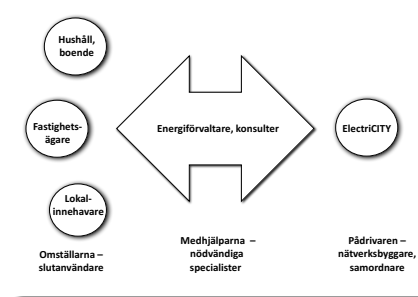 Hushåll,
boende
Fastighets-
ägare
Lokal-
innehavare
Energiförvaltare, konsulter
ElectriCITY
Omställarna –
slutanvändare
Medhjälparna –
nödvändiga
specialister
Pådrivaren –
nätverksbyggare,
samordnare